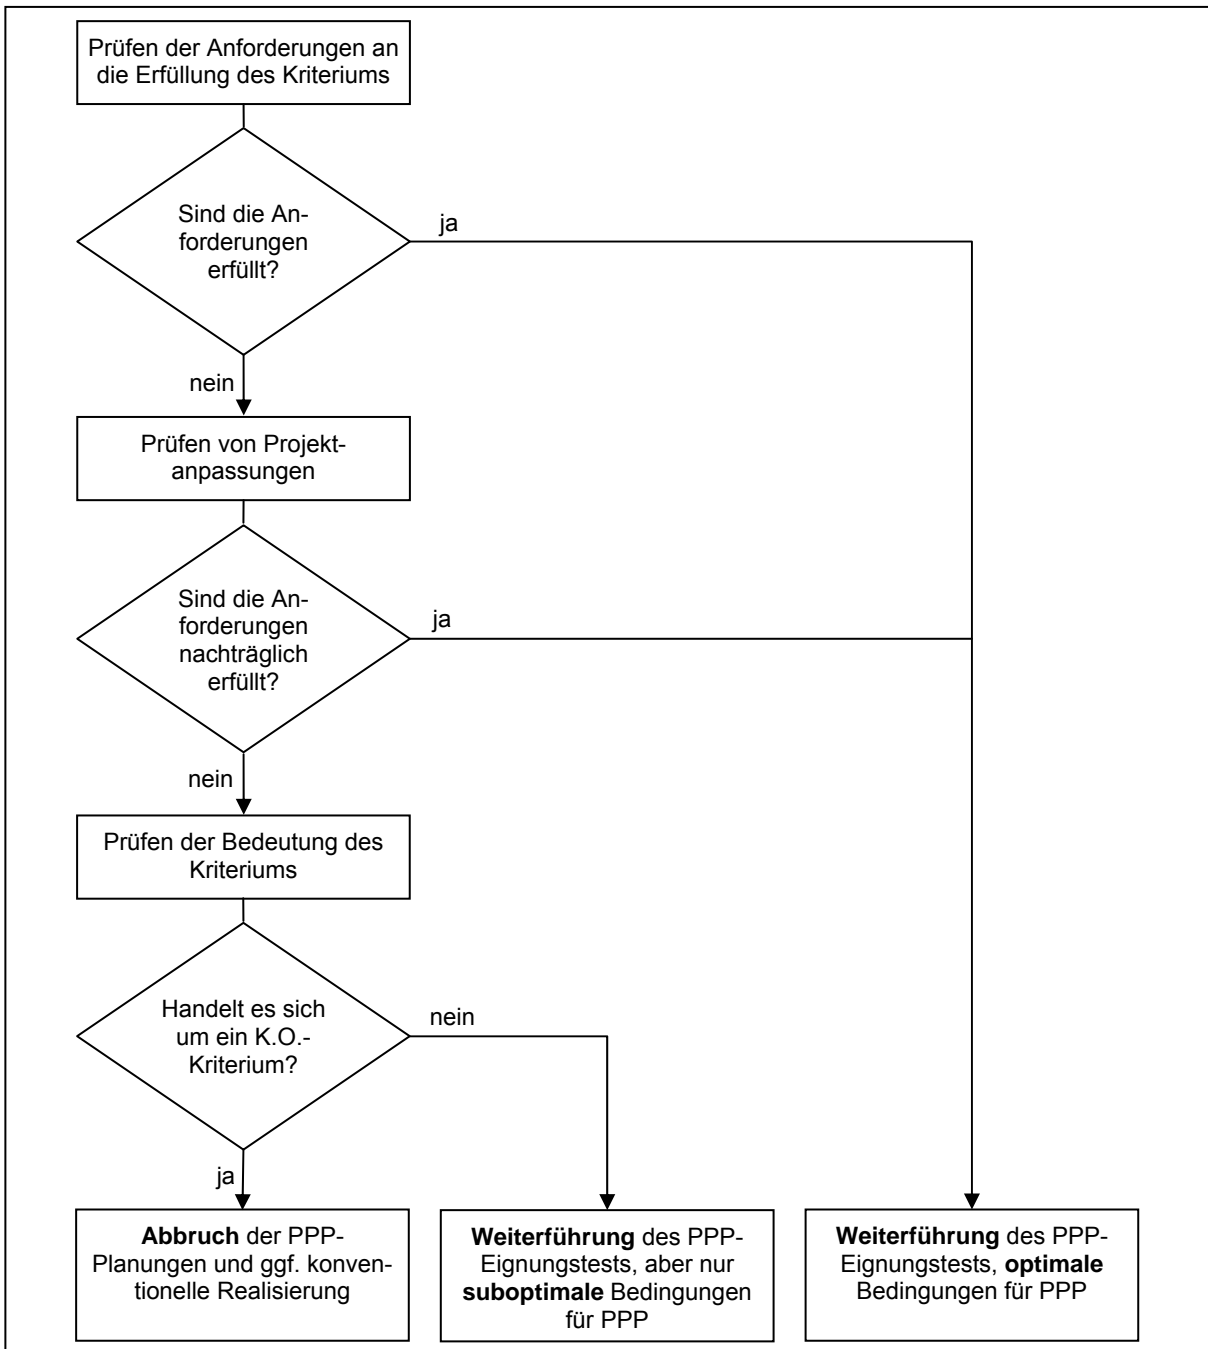 Prüfen der Anforderungen an
die Erfüllung des Kriteriums
Sind die An-
forderungen
erfüllt?
ja
nein
Prüfen von Projekt-
anpassungen
Sind die An-
forderungen
nachträglich
erfüllt?
ja
nein
Prüfen der Bedeutung des
Kriteriums
Handelt es sich
um ein K.O.-
Kriterium?
nein
ja
Abbruch der PPP-
Planungen und ggf. konven-
tionelle Realisierung
Weiterführung des PPP-
Eignungstests, aber nur
suboptimale Bedingungen
für PPP
Weiterführung des PPP-
Eignungstests, optimale
Bedingungen für PPP